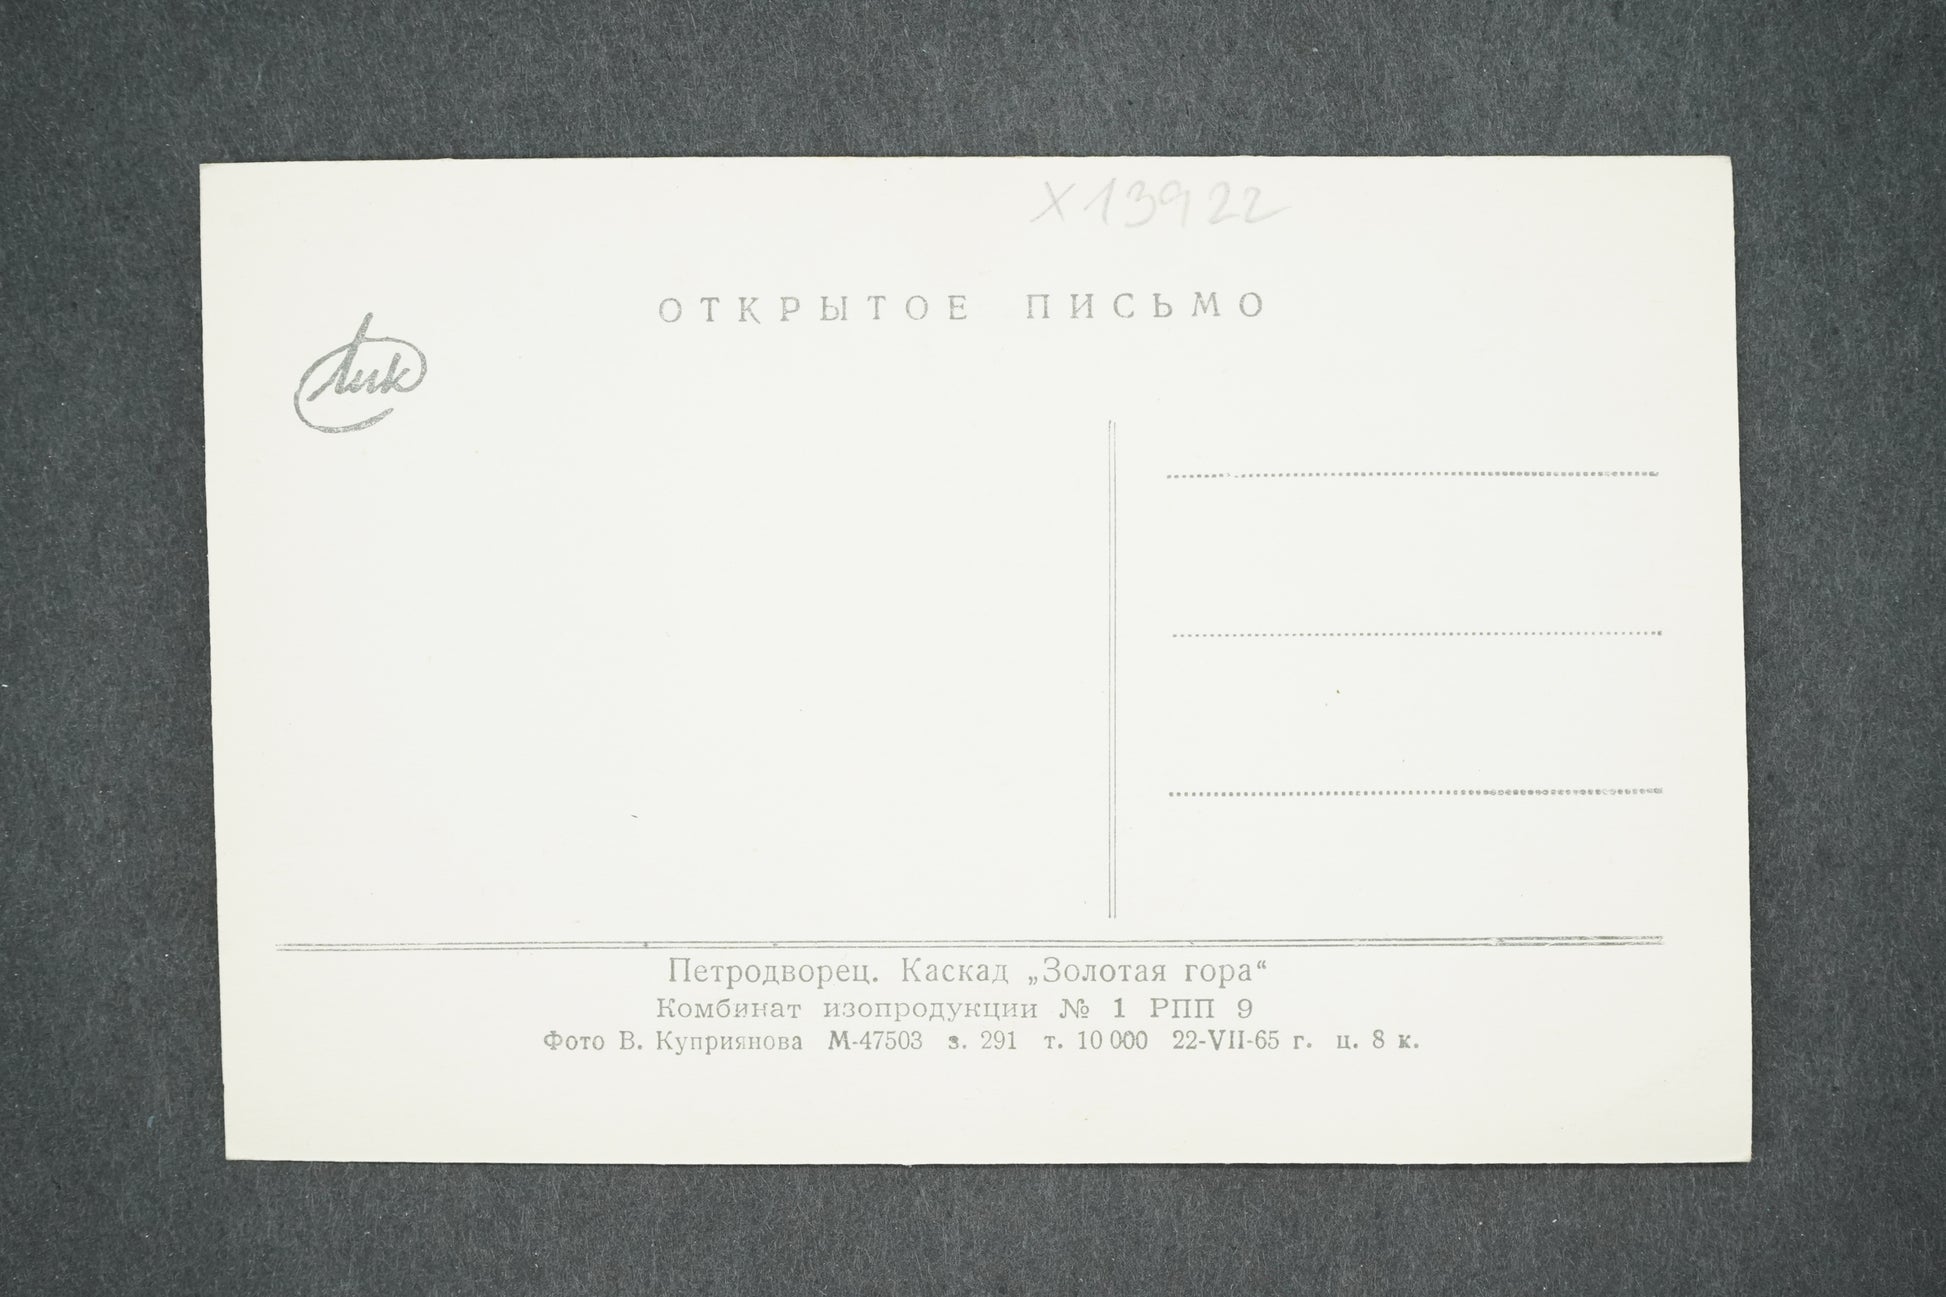 Х13922
ОТКРЫТОЕ ПИСЬМО
Лик
Петродворец. Каскад „Золотая гора“
Комбинат изопродукции № 1 РПП 9
Фото В. Куприянова М-47503 з. 291 т. 10 000 22-VII-65 г. ц. 8 к.